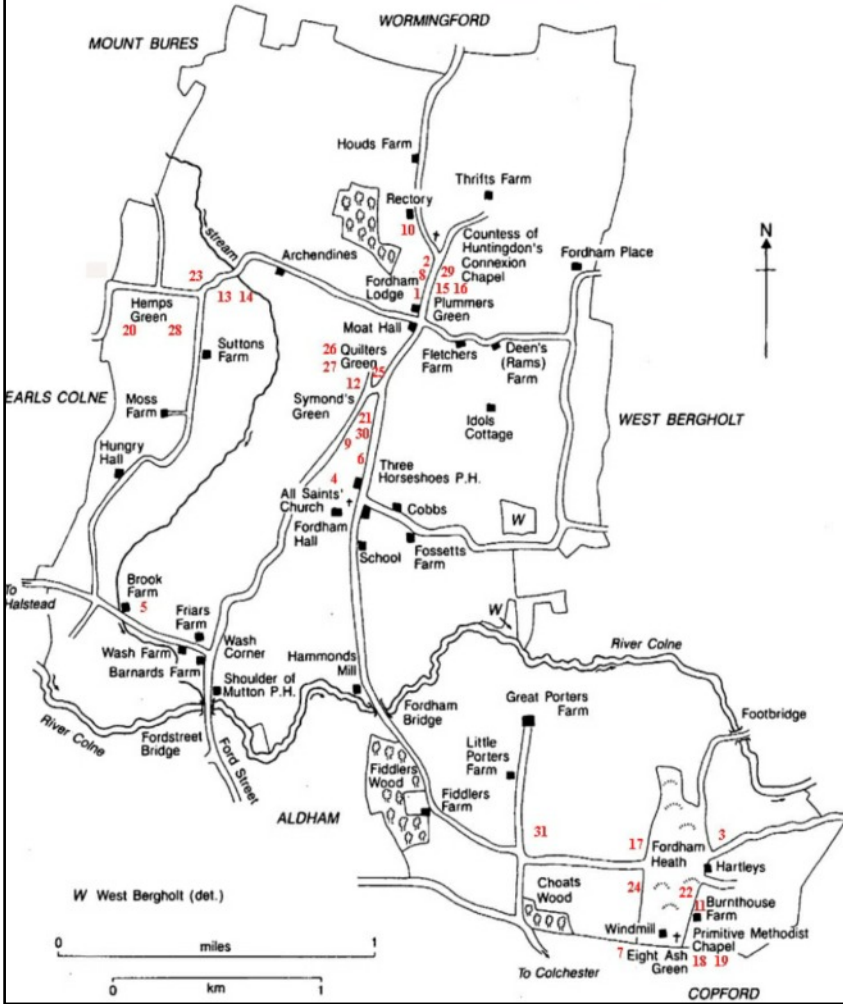 WORMINGFORD
MOUNT BURES
Houds Farm
Thrifts Farm
Rectory
10
N
stream
Countess of
Huntingdon's
Connexion
Chapel
Fordham Place
Archendines
2
8
29
Fordham
Lodge
1
15 16
23
13 14
Plummers
Green
Hemps
Green
20
28
Moat Hall
Suttons
Farm
26
27
Quilters
Green
25
Fletchers
Farm
Deen's
(Rams)
Farm
12
EARLS COLNE
Moss
Farm
Symond's
Green
21
30
9
6
Idols
Cottage
WEST BERGHOLT
Hungry
Hall
4
Three
Horseshoes P.H.
All Saints'
Church
Fordham
Hall
Cobbs
W
School
Fossetts
Farm
To
Halstead
Brook
Farm
5
Friars
Farm
W
Wash
Corner
River Colne
Wash Farm
Barnards Farm
Hammonds
Mill
Shoulder of
Mutton P.H.
Great Porters
Farm
Fordham
Bridge
Footbridge
River Colne
Fordstreet
Bridge
Ford Street
Little
Porters
Farm
Fiddlers
Wood
Fiddlers
Farm
ALDHAM
31
17
3
Fordham
Heath
Hartleys
W West Bergholt (det.)
Choats
Wood
24
22
11
Burnthouse
Farm
Windmill
Primitive Methodist
Chapel
0
miles
1
7
Eight Ash
Green
18 19
To Colchester
0
km
1
COPFORD